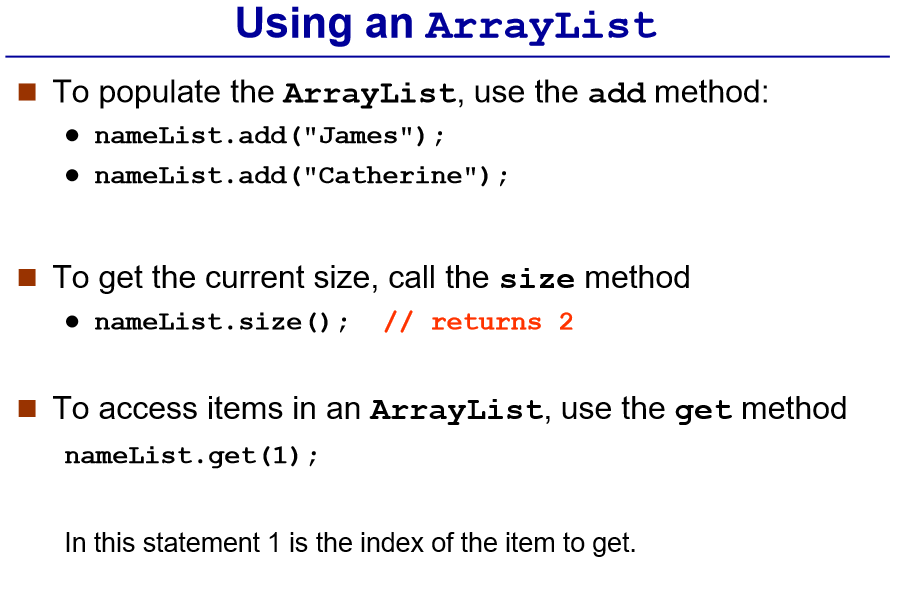 Using an ArrayList
To populate the ArrayList, use the add method:
nameList.add("James");
nameList.add("Catherine");
To get the current size, call the size method
nameList.size(); // returns 2
To access items in an ArrayList, use the get method
nameList.get(1);
In this statement 1 is the index of the item to get.